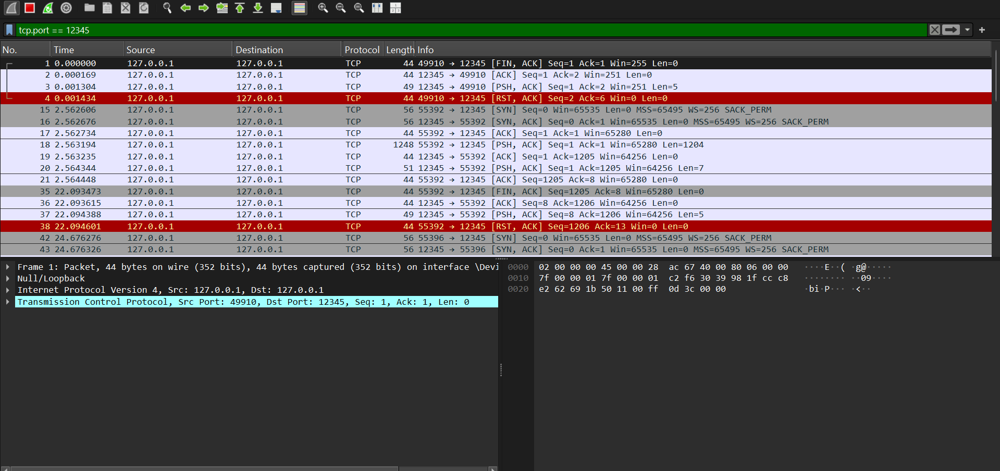 tcp.port == 12345
No. Time Source Destination Protocol Length Info
1 0.000000 127.0.0.1 127.0.0.1 TCP 44 49910 → 12345 [FIN, ACK] Seq=1 Ack=1 Win=255 Len=0
2 0.000169 127.0.0.1 127.0.0.1 TCP 44 12345 → 49910 [ACK] Seq=1 Ack=2 Win=251 Len=0
3 0.001304 127.0.0.1 127.0.0.1 TCP 49 12345 → 49910 [PSH, ACK] Seq=1 Ack=2 Win=251 Len=5
4 0.001434 127.0.0.1 127.0.0.1 TCP 44 49910 → 12345 [RST, ACK] Seq=2 Ack=6 Win=0 Len=0
15 2.562606 127.0.0.1 127.0.0.1 TCP 56 55392 → 12345 [SYN] Seq=0 Win=65535 Len=0 MSS=65495 WS=256 SACK_PERM
16 2.562676 127.0.0.1 127.0.0.1 TCP 56 12345 → 55392 [SYN, ACK] Seq=0 Ack=1 Win=65535 Len=0 MSS=65495 WS=256 SACK_PERM
17 2.562734 127.0.0.1 127.0.0.1 TCP 44 55392 → 12345 [ACK] Seq=1 Ack=1 Win=65280 Len=0
18 2.563194 127.0.0.1 127.0.0.1 TCP 1248 55392 → 12345 [PSH, ACK] Seq=1 Ack=1 Win=65280 Len=1204
19 2.563235 127.0.0.1 127.0.0.1 TCP 44 12345 → 55392 [ACK] Seq=1 Ack=1205 Win=64256 Len=0
20 2.564344 127.0.0.1 127.0.0.1 TCP 51 12345 → 55392 [PSH, ACK] Seq=1 Ack=1205 Win=64256 Len=7
21 2.564448 127.0.0.1 127.0.0.1 TCP 44 55392 → 12345 [ACK] Seq=1205 Ack=8 Win=65280 Len=0
35 22.093473 127.0.0.1 127.0.0.1 TCP 44 55392 → 12345 [FIN, ACK] Seq=1205 Ack=8 Win=65280 Len=0
36 22.093615 127.0.0.1 127.0.0.1 TCP 44 12345 → 55392 [ACK] Seq=8 Ack=1206 Win=64256 Len=0
37 22.094388 127.0.0.1 127.0.0.1 TCP 49 12345 → 55392 [PSH, ACK] Seq=8 Ack=1206 Win=64256 Len=5
38 22.094601 127.0.0.1 127.0.0.1 TCP 44 55392 → 12345 [RST, ACK] Seq=1206 Ack=13 Win=0 Len=0
42 24.676276 127.0.0.1 127.0.0.1 TCP 56 55396 → 12345 [SYN] Seq=0 Win=65535 Len=0 MSS=65495 WS=256 SACK_PERM
43 24.676326 127.0.0.1 127.0.0.1 TCP 56 12345 → 55396 [SYN, ACK] Seq=0 Ack=1 Win=65535 Len=0 MSS=65495 WS=256 SACK_PERM
Frame 1: Packet, 44 bytes on wire (352 bits), 44 bytes captured (352 bits) on interface \Devi
Null/Loopback
Internet Protocol Version 4, Src: 127.0.0.1, Dst: 127.0.0.1
Transmission Control Protocol, Src Port: 49910, Dst Port: 12345, Seq: 1, Ack: 1, Len: 0
0000 02 00 00 00 45 00 00 28 ac 67 40 00 80 06 00 00 ····E··( ·g@·····
0010 7f 00 00 01 7f 00 00 01 c2 f6 30 39 98 1f cc c8 ········ ··09····
0020 e2 62 69 1b 50 11 00 ff 0d 3c 00 00 ·bi·P··· ·<··